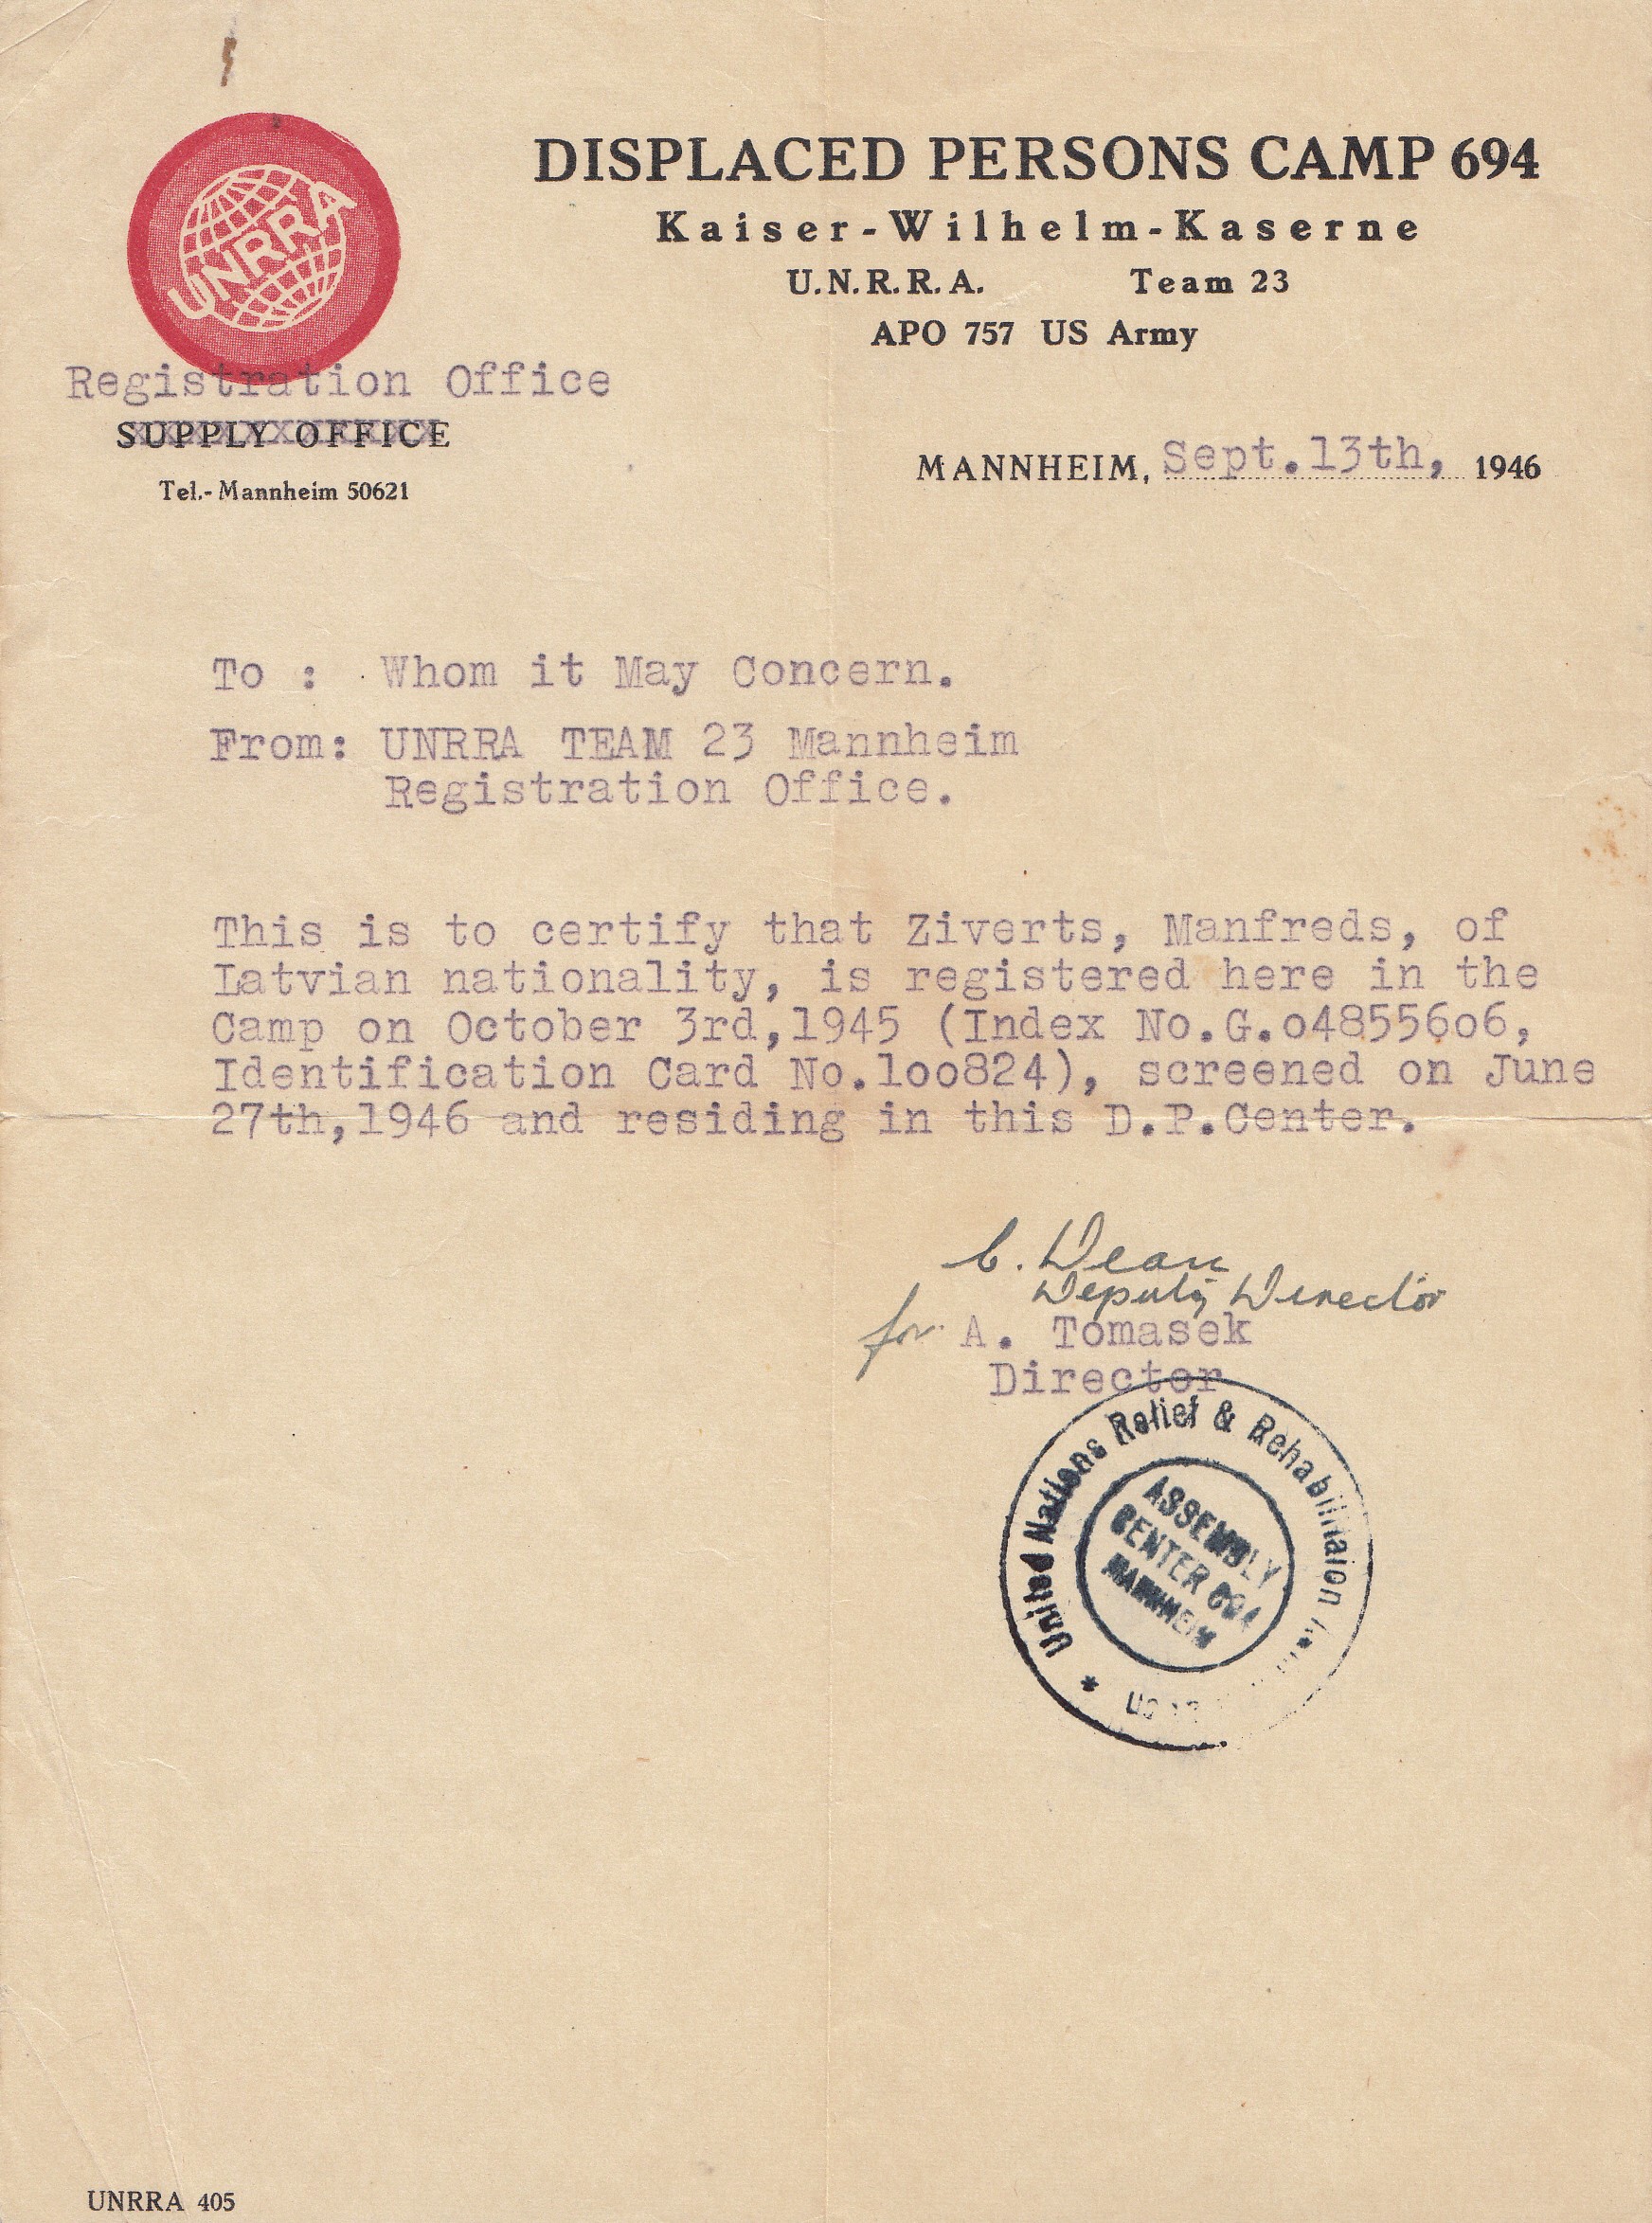 UNRRA
DISPLACED PERSONS CAMP 694
Kaiser-Wilhelm-Kaserne
U.N.R.R.A. Team 23
APO 757 US Army
Registration Office
SUPPLY OFFICE
Tel.- Mannheim 50621
MANNHEIM, Sept.13th, 1946
To : Whom it May Concern.
From: UNRRA TEAM 23 Mannheim
Registration Office.
This is to certify that Ziverts, Manfreds, of
Latvian nationality, is registered here in the
Camp on October 3rd,1945 (Index No.G.o48556o6,
Identification Card No.loo824), screened on June
27th,1946 and residing in this D.P.Center.
C. Dean
Deputy Director
for A. Tomasek
Director
United Nations Relief & Rehabilitaion
ASSEMBLY
CENTER 694
MANNHEIM
UNRRA 405